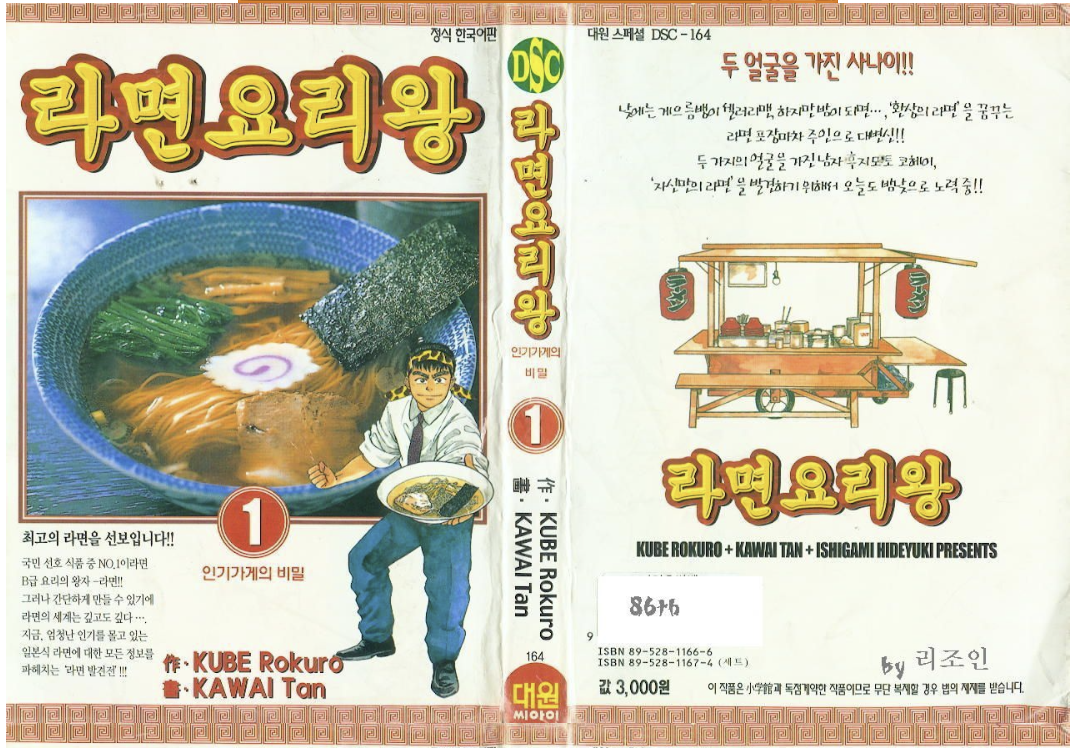 정식 한국어판
라면요리왕
1
인기가게의 비밀
최고의 라면을 선보입니다!!
국민 선호 식품 중 NO.1이라면
B급 요리의 왕자 -라면!!
그러나 간단하게 만들 수 있기에
라면의 세계는 깊고도 깊다 ….
지금, 엄청난 인기를 몰고 있는
일본식 라면에 대한 모든 정보를
파헤치는 '라면 발견전' !!!
作· KUBE Rokuro
畫· KAWAI Tan
DSC
라면요리왕
인기가게의
비밀
1
作· KUBE Rokuro
畫· KAWAI Tan
164
대원
씨아이
대원 스페셜 DSC - 164
두 얼굴을 가진 사나이!!
낮에는 게으름뱅이 샐러리맨, 하지만 밤이 되면…, '환상의 라면'을 꿈꾸는
라면 포장마차 주인으로 대변신!!
두 가지의 얼굴을 가진 남자 후지모토 코헤이,
'자신만의 라면'을 발견하기 위해서 오늘도 밤낮으로 노력 중!!
ラーメン
ラーメン
라면요리왕
KUBE ROKURO + KAWAI TAN + ISHIGAMI HIDEYUKI PRESENTS
9
ISBN 89-528-1166-6
ISBN 89-528-1167-4 (세트)
by 리조인
값 3,000원
이 작품은 小学館과 독점계약한 작품이므로 무단 복제할 경우 법의 제재를 받습니다.